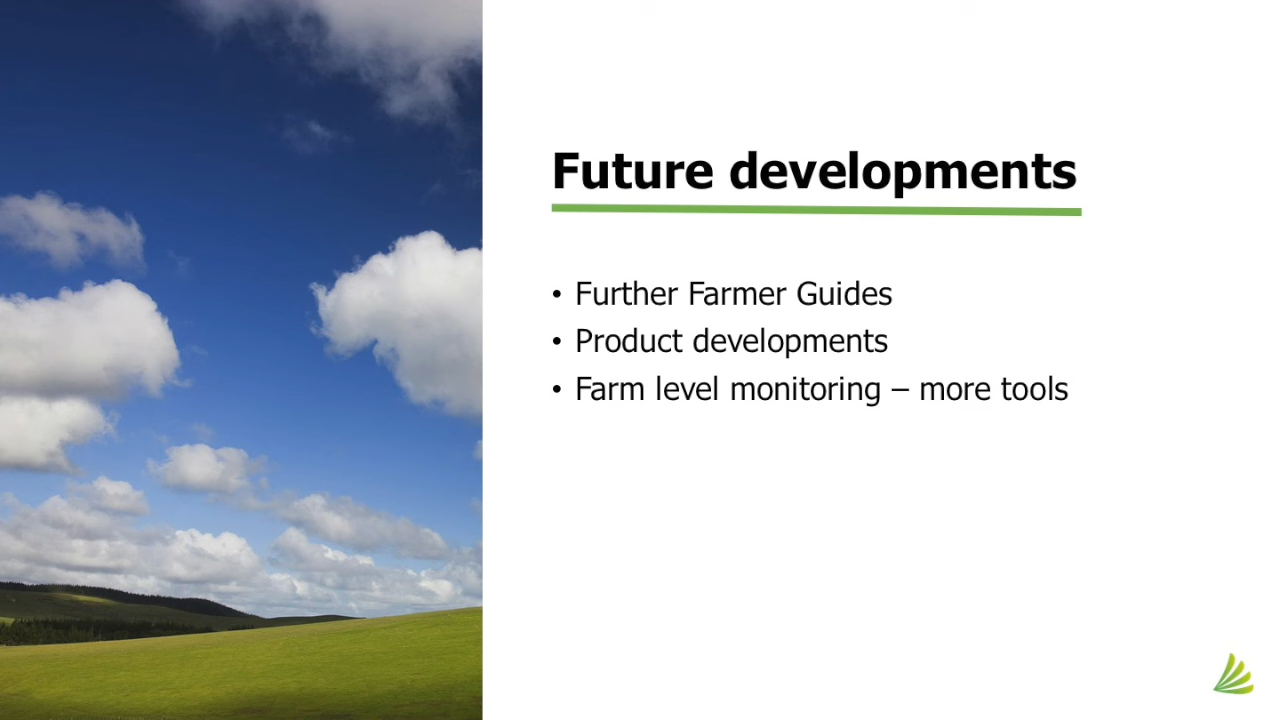 Future developments
• Further Farmer Guides
• Product developments
• Farm level monitoring – more tools